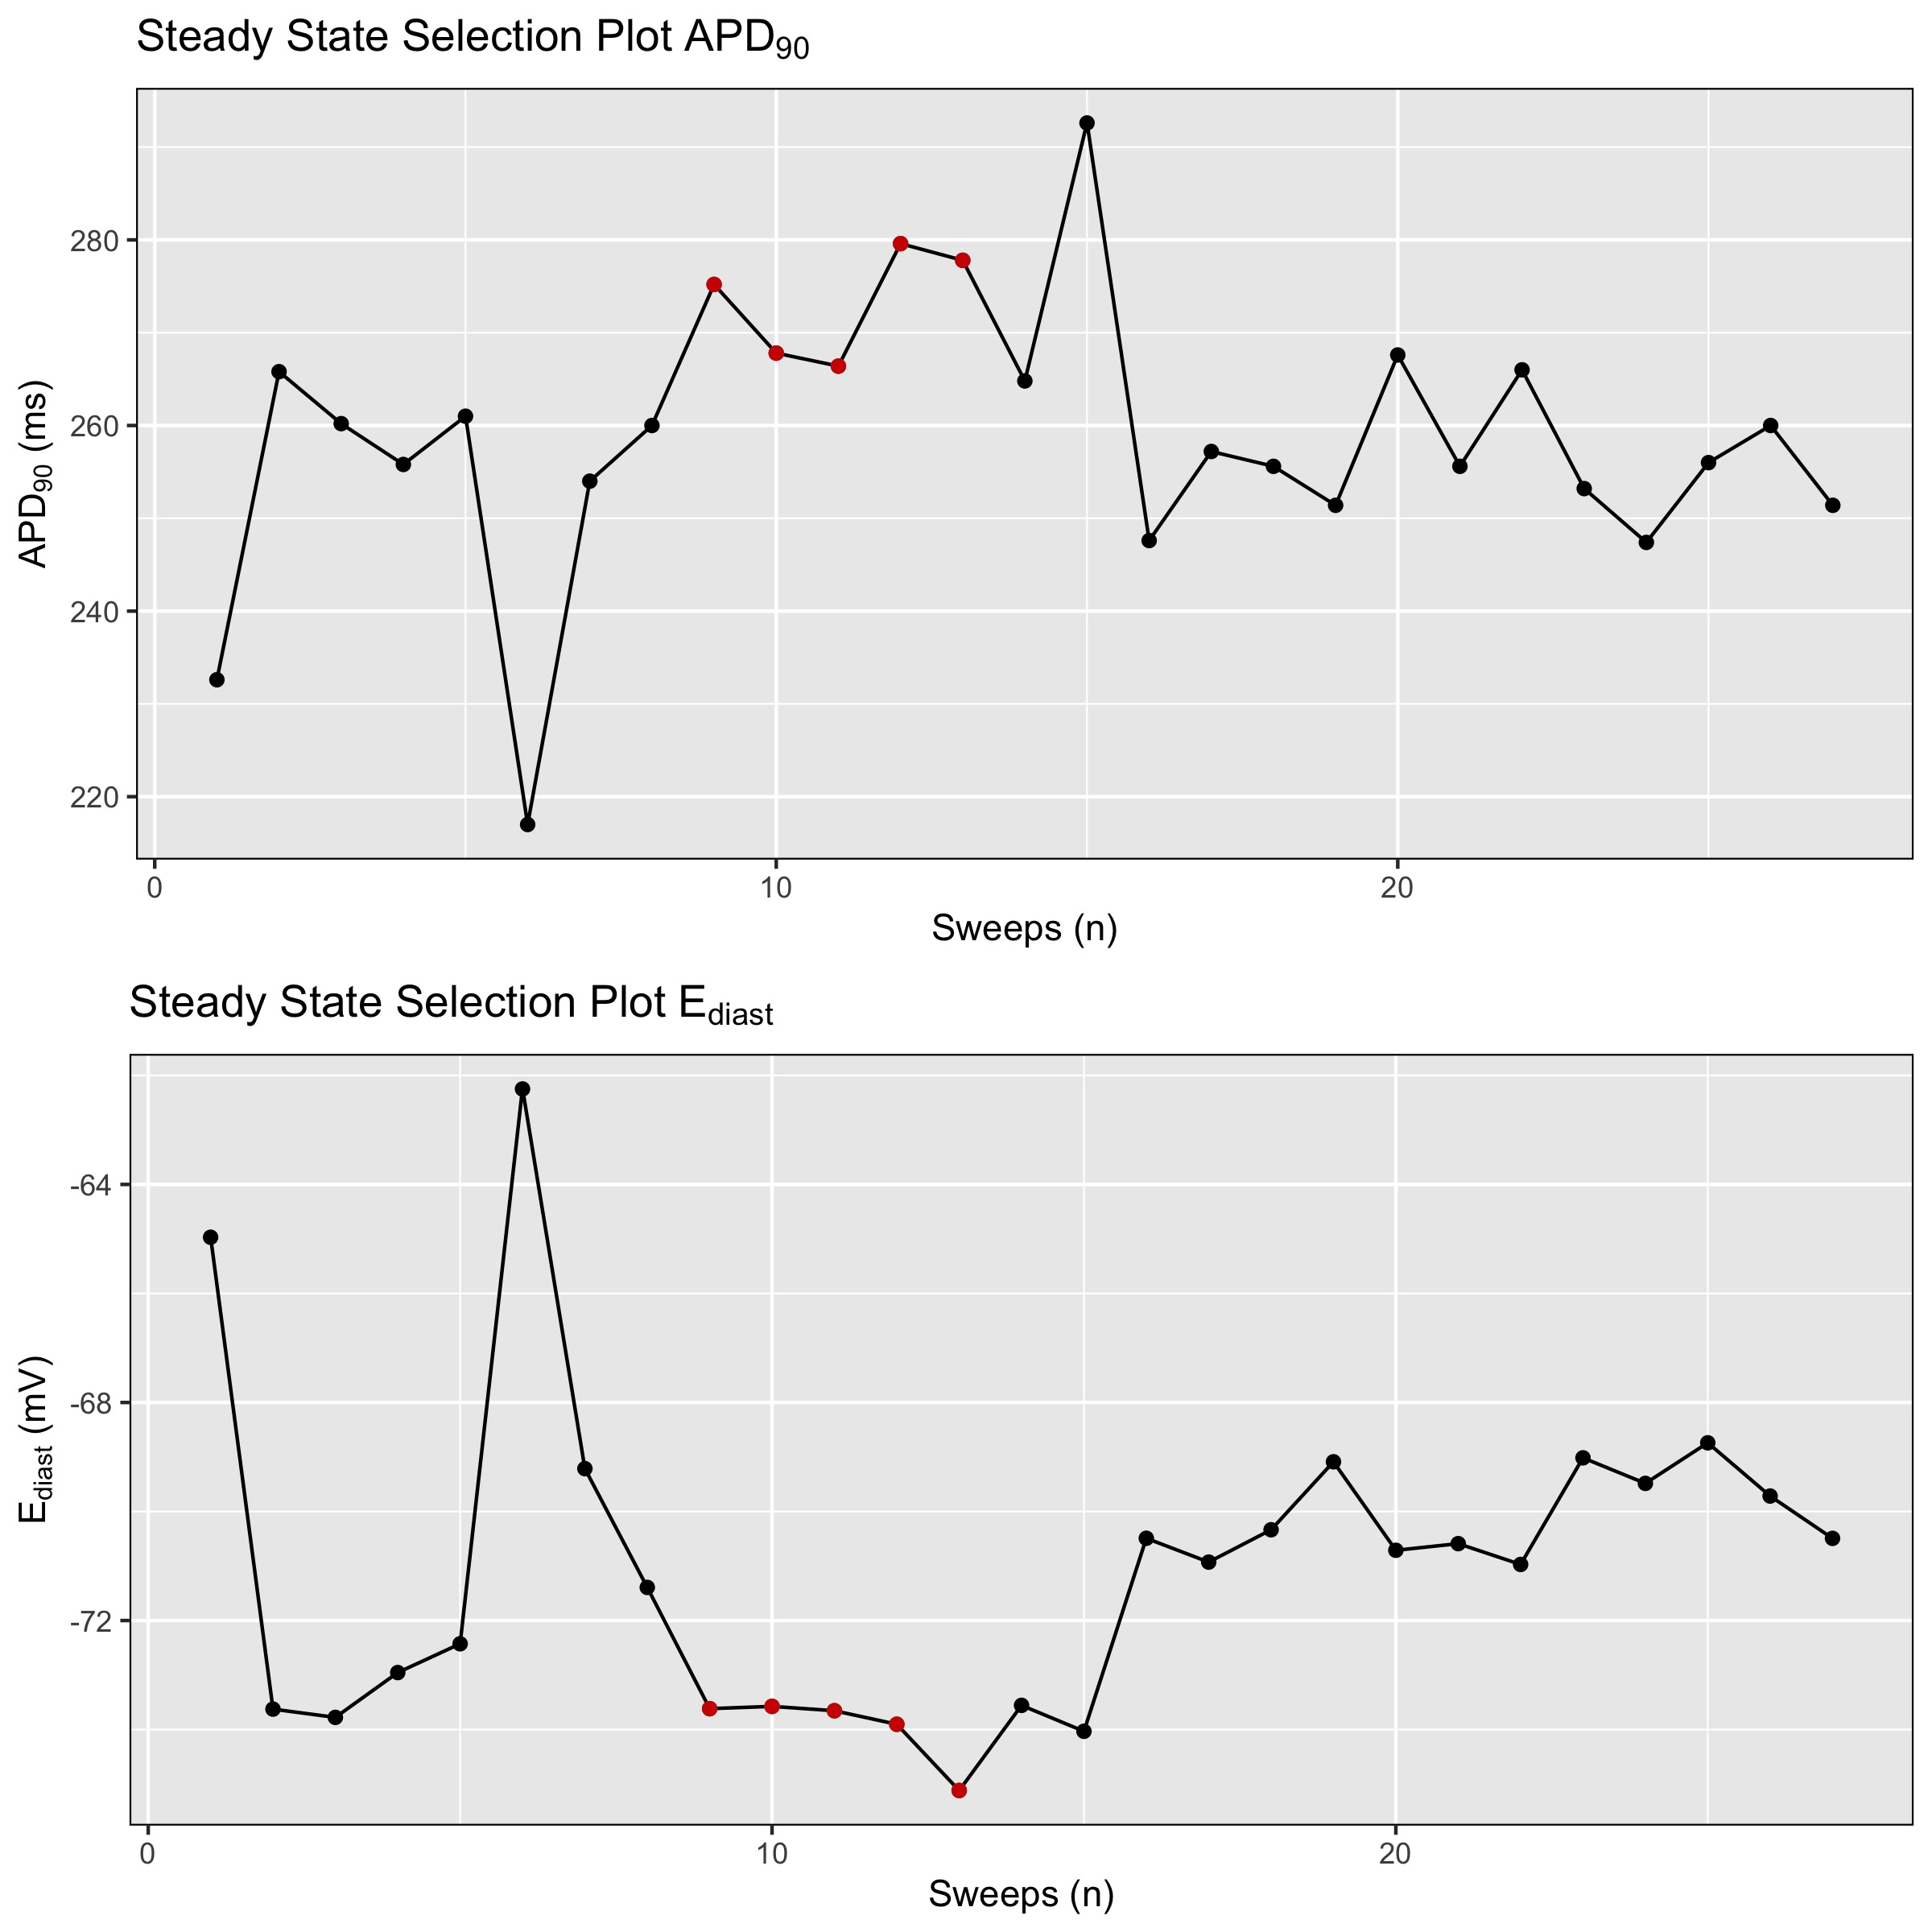 Steady State Selection Plot APD90
APD90 (ms)
280
260
240
220
0 10 20
Sweeps (n)
Steady State Selection Plot Ediast
Ediast (mV)
-64
-68
-72
0 10 20
Sweeps (n)